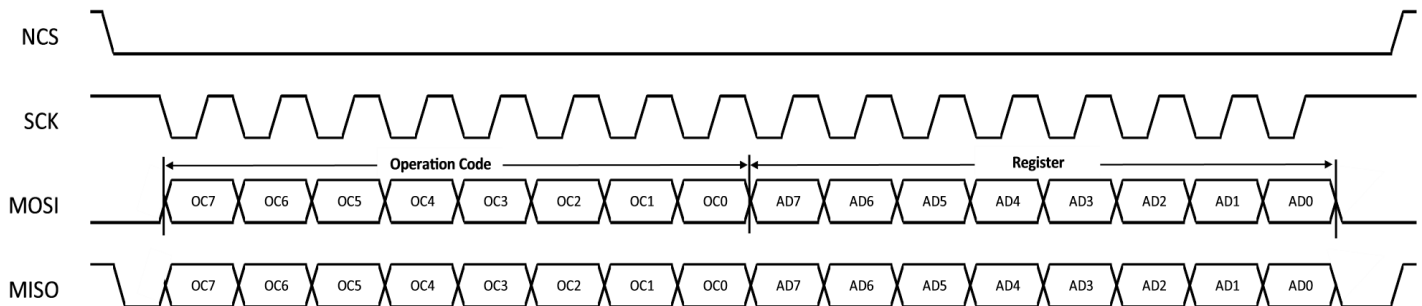 NCS
SCK
Operation Code Register
MOSI OC7 OC6 OC5 OC4 OC3 OC2 OC1 OC0 AD7 AD6 AD5 AD4 AD3 AD2 AD1 AD0
MISO OC7 OC6 OC5 OC4 OC3 OC2 OC1 OC0 AD7 AD6 AD5 AD4 AD3 AD2 AD1 AD0